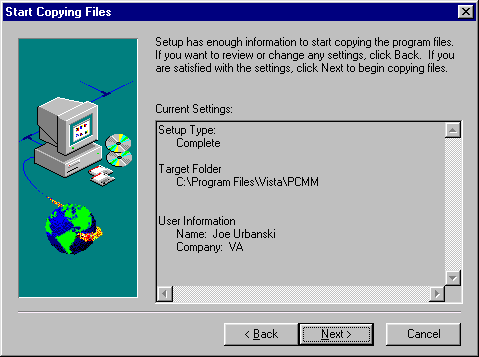 Start Copying Files
Setup has enough information to start copying the program files.
If you want to review or change any settings, click Back.  If you
are satisfied with the settings, click Next to begin copying files.
Current Settings:
Setup Type:
Complete
Target Folder
C:\Program Files\Vista\PCMM
User Information
Name:  Joe Urbanski
Company:  VA
< Back
Next >
Cancel